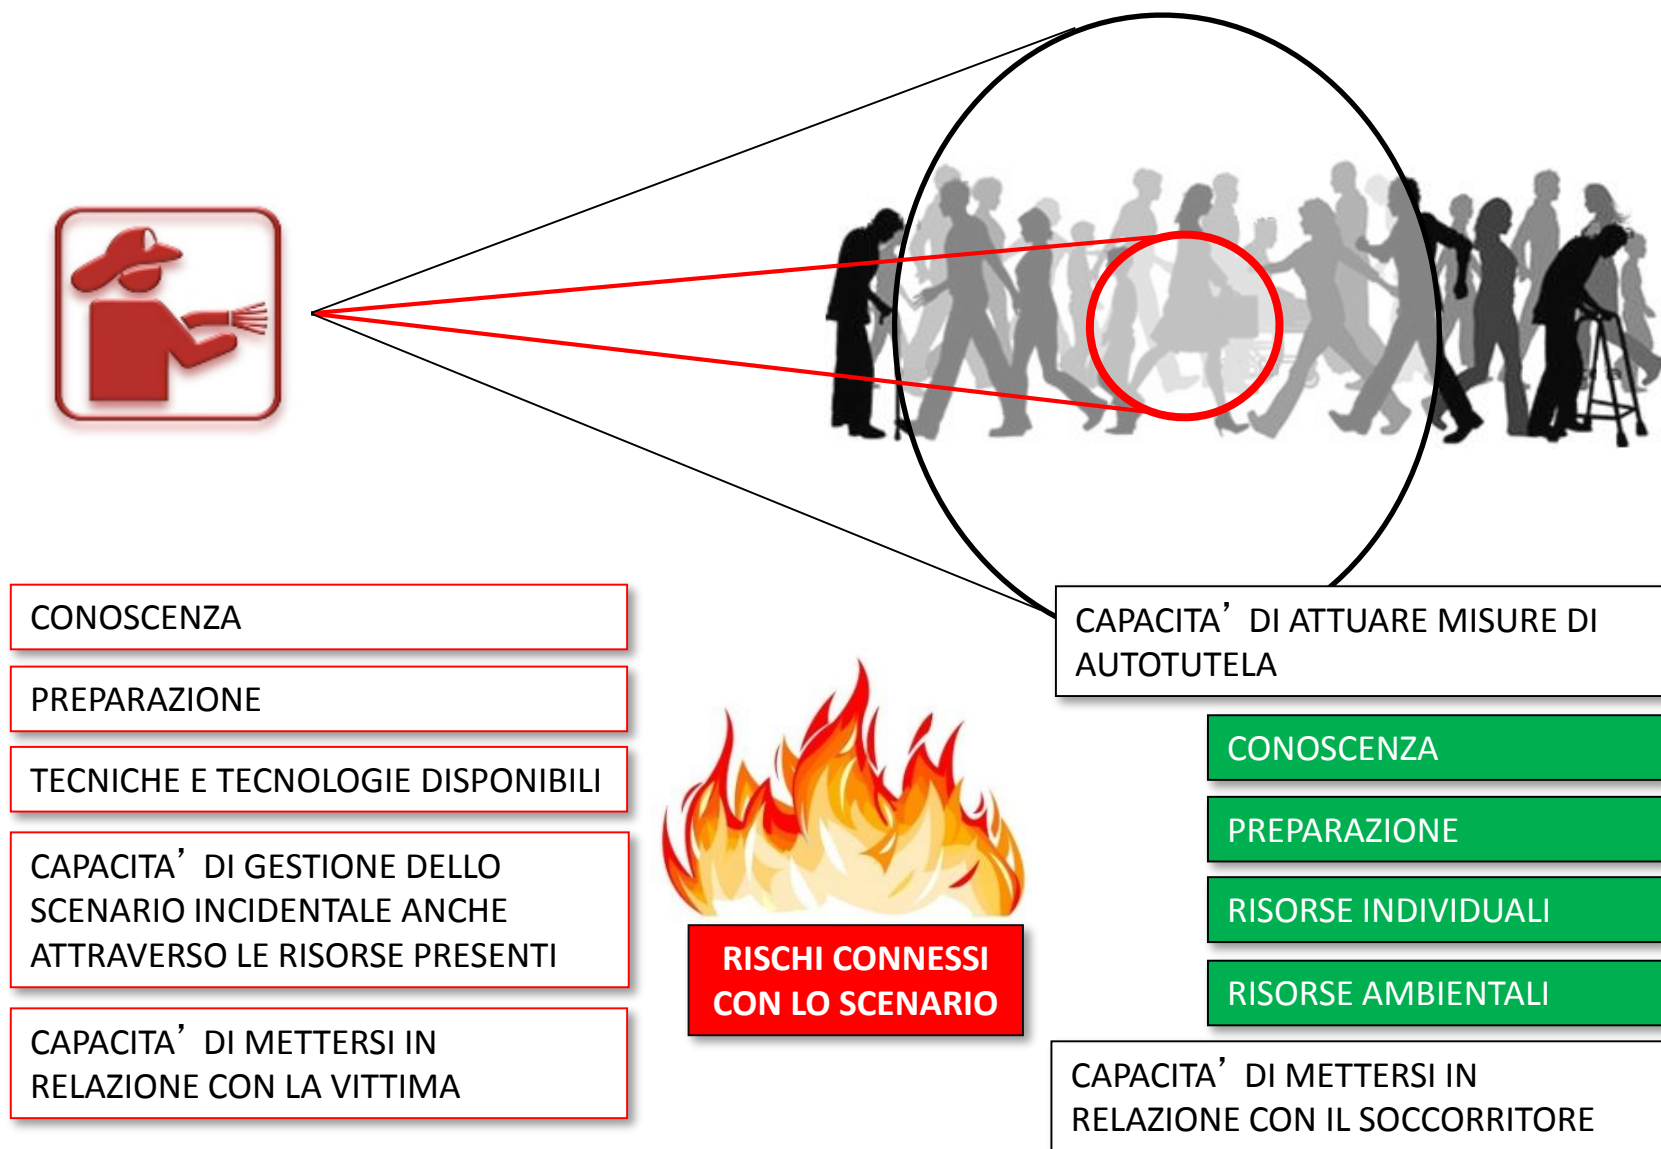 CONOSCENZA
PREPARAZIONE
TECNICHE E TECNOLOGIE DISPONIBILI
CAPACITA’ DI GESTIONE DELLO
SCENARIO INCIDENTALE ANCHE
ATTRAVERSO LE RISORSE PRESENTI
CAPACITA’ DI METTERSI IN
RELAZIONE CON LA VITTIMA
RISCHI CONNESSI
CON LO SCENARIO
CAPACITA’ DI ATTUARE MISURE DI
AUTOTUTELA
CONOSCENZA
PREPARAZIONE
RISORSE INDIVIDUALI
RISORSE AMBIENTALI
CAPACITA’ DI METTERSI IN
RELAZIONE CON IL SOCCORRITORE